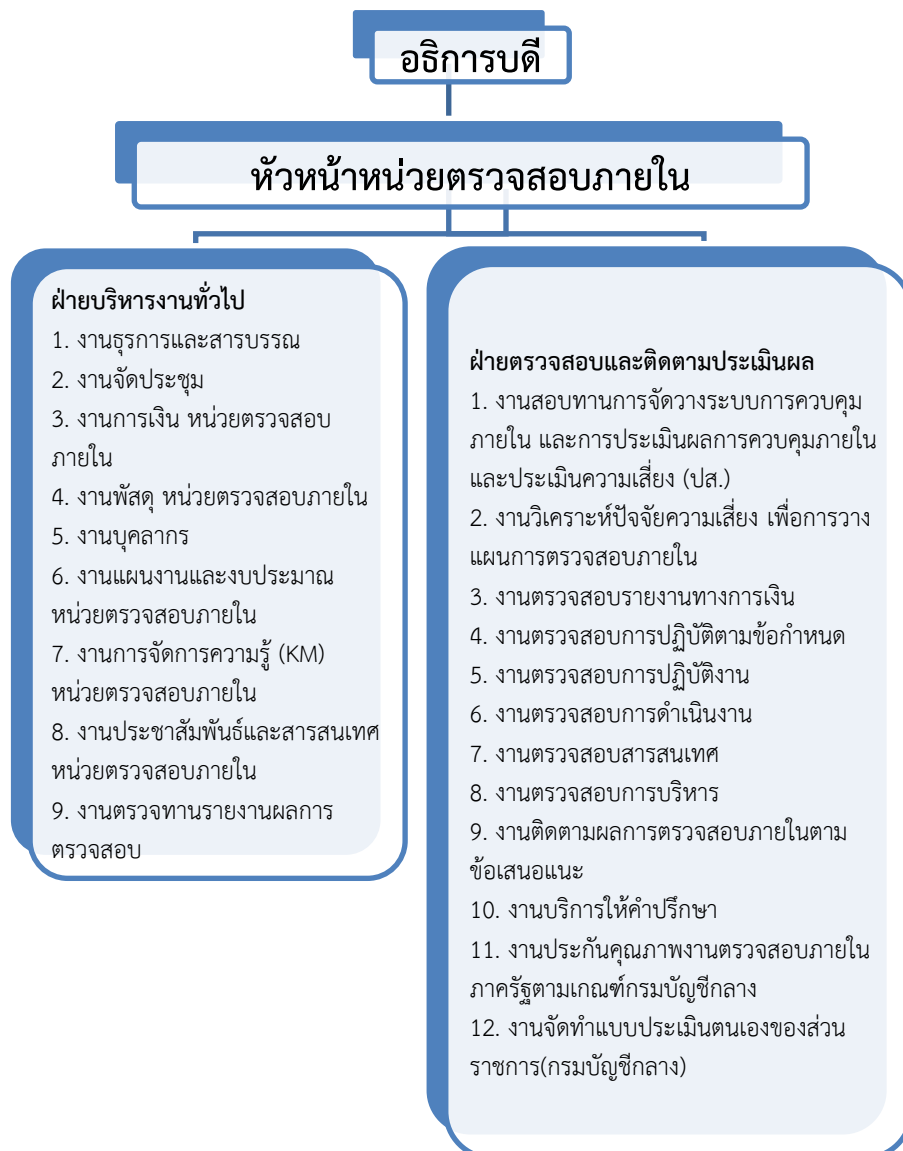 อธิการบดี
หัวหน้าหน่วยตรวจสอบภายใน
ฝ่ายบริหารงานทั่วไป
1. งานธุรการและสารบรรณ
2. งานจัดประชุม
3. งานการเงิน หน่วยตรวจสอบ
ภายใน
4. งานพัสดุ หน่วยตรวจสอบภายใน
5. งานบุคลากร
6. งานแผนงานและงบประมาณ
หน่วยตรวจสอบภายใน
7. งานการจัดการความรู้ (KM)
หน่วยตรวจสอบภายใน
8. งานประชาสัมพันธ์และสารสนเทศ
หน่วยตรวจสอบภายใน
9. งานตรวจทานรายงานผลการ
ตรวจสอบ
ฝ่ายตรวจสอบและติดตามประเมินผล
1. งานสอบทานการจัดวางระบบการควบคุม
ภายใน และการประเมินผลการควบคุมภายใน
และประเมินความเสี่ยง (ปส.)
2. งานวิเคราะห์ปัจจัยความเสี่ยง เพื่อการวาง
แผนการตรวจสอบภายใน
3. งานตรวจสอบรายงานทางการเงิน
4. งานตรวจสอบการปฏิบัติตามข้อกำหนด
5. งานตรวจสอบการปฏิบัติงาน
6. งานตรวจสอบการดำเนินงาน
7. งานตรวจสอบสารสนเทศ
8. งานตรวจสอบการบริหาร
9. งานติดตามผลการตรวจสอบภายในตาม
ข้อเสนอแนะ
10. งานบริการให้คำปรึกษา
11. งานประกันคุณภาพงานตรวจสอบภายใน
ภาครัฐตามเกณฑ์กรมบัญชีกลาง
12. งานจัดทำแบบประเมินตนเองของส่วน
ราชการ(กรมบัญชีกลาง)